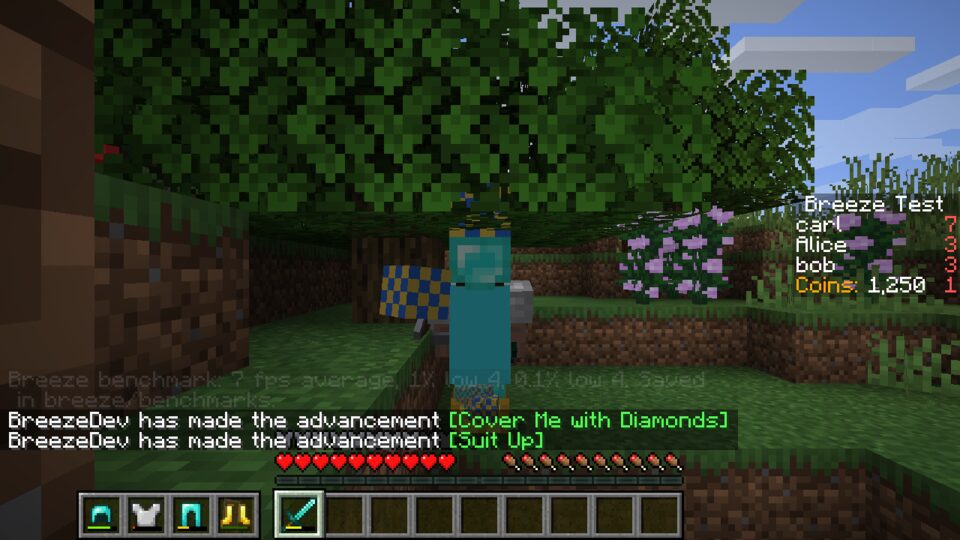 Breeze Test
carl 7
Alice 3
bob 3
Coins: 1,250 1
Breeze benchmark: 7 fps average, 1% low 4, 0.1% low 4. Saved
in breeze/benchmarks
BreezeDev has made the advancement [Cover Me with Diamonds]
BreezeDev has made the advancement [Suit Up]